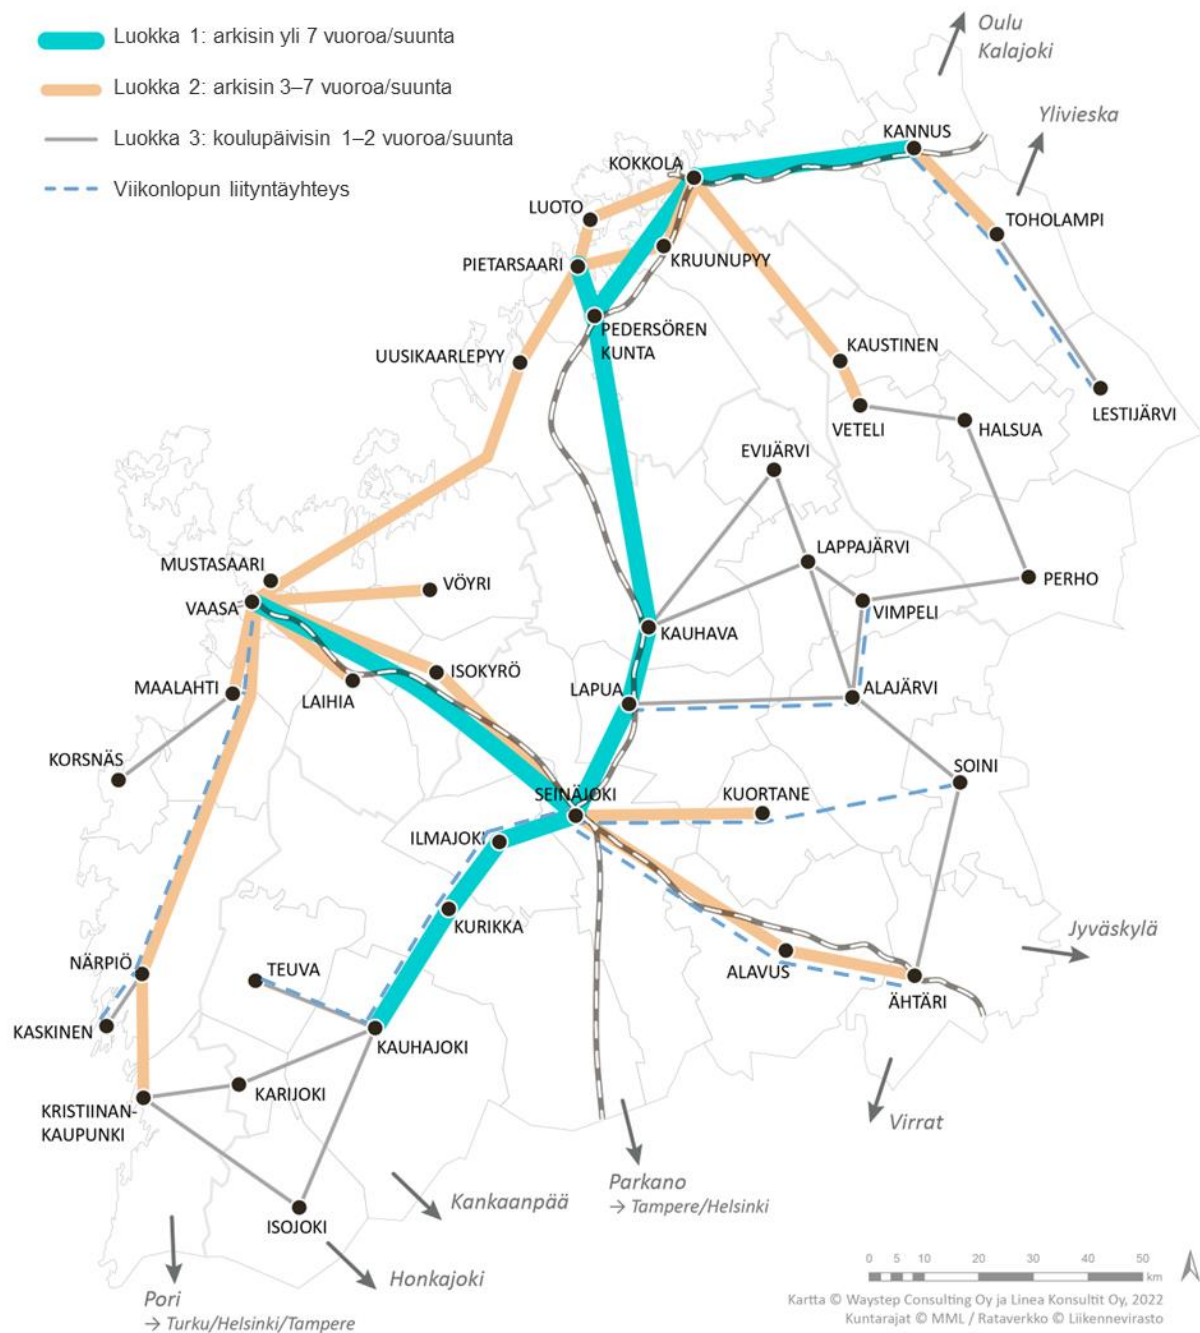 Luokka 1: arkisin yli 7 vuoroa/suunta
Luokka 2: arkisin 3–7 vuoroa/suunta
Luokka 3: koulupäivisin 1–2 vuoroa/suunta
Viikonlopun liityntäyhteys
Oulu
Kalajoki
Ylivieska
KANNUS
KOKKOLA
LUOTO
TOHOLAMPI
PIETARSAARI
KRUUNUPYY
PEDERSÖREN
KUNTA
UUSIKAARLEPYY
KAUSTINEN
LESTIJÄRVI
VETELI
HALSUA
EVIJÄRVI
LAPPAJÄRVI
MUSTASAARI
VÖYRI
PERHO
VAASA
VIMPELI
KAUHAVA
ISOKYRÖ
MAALAHTI
LAIHIA
LAPUA
ALAJÄRVI
KORSNÄS
SOINI
SEINÄJOKI
KUORTANE
ILMAJOKI
KURIKKA
Jyväskylä
NÄRPIÖ
TEUVA
ALAVUS
ÄHTÄRI
KASKINEN
KAUHAJOKI
KARIJOKI
KRISTIINAN-
KAUPUNKI
Virrat
Parkano
→ Tampere/Helsinki
Kankaanpää
ISOJOKI
Honkajoki
Pori
→ Turku/Helsinki/Tampere
0 5 10 20 30 40 50
km
Kartta © Waystep Consulting Oy ja Linea Konsultit Oy, 2022
Kuntarajat © MML / Rataverkko © Liikennevirasto